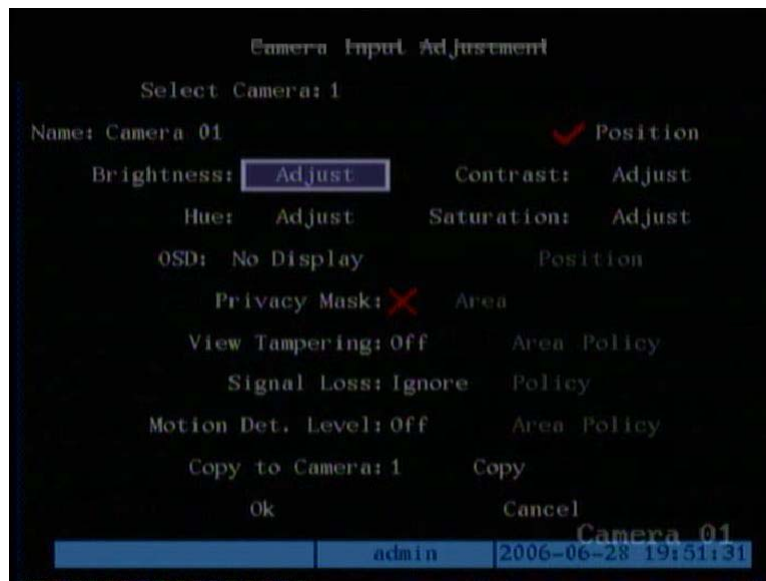 Camera Input Adjustment
Select Camera: 1
Name: Camera 01 Position
Brightness: Adjust Contrast: Adjust
Hue: Adjust Saturation: Adjust
OSD: No Display Position
Privacy Mask: Area
View Tampering: Off Area Policy
Signal Loss: Ignore Policy
Motion Det. Level: Off Area Policy
Copy to Camera: 1 Copy
Ok Cancel
Camera 01
admin 2006-06-28 19:51:31